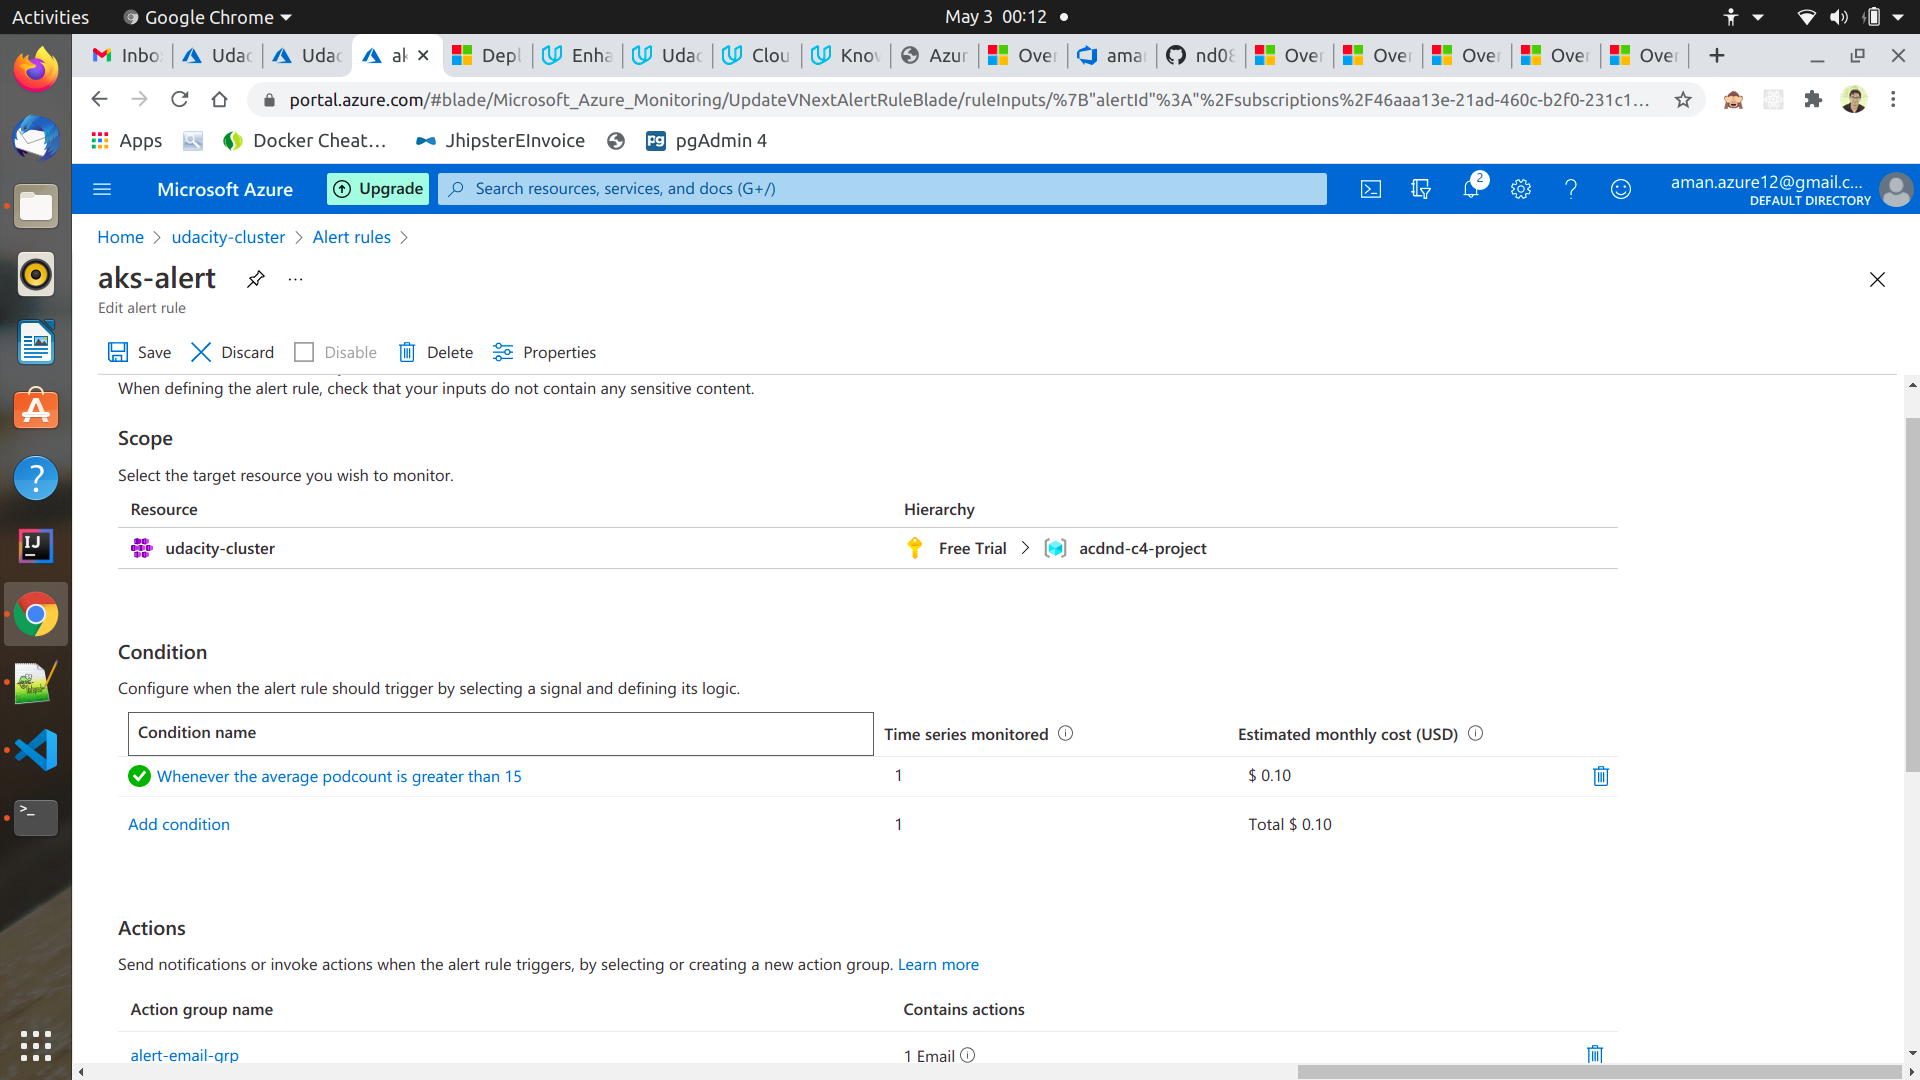 Activities
Google Chrome
May 3 00:12
Inbo
Udac
Udac
ak
Depl
Enha
Udac
Clou
Know
Azur
Over
aman
nd08
Over
Over
Over
Over
Over
portal.azure.com/#blade/Microsoft_Azure_Monitoring/UpdateVNextAlertRuleBlade/ruleInputs/%7B"alertId"%3A"%2Fsubscriptions%2F46aaa13e-21ad-460c-b2f0-231c1...
Apps
Docker Cheat...
JhipsterEInvoice
pgAdmin 4
Microsoft Azure
Upgrade
Search resources, services, and docs (G+/)
2
aman.azure12@gmail.c...
DEFAULT DIRECTORY
Home > udacity-cluster > Alert rules >
aks-alert ...
Edit alert rule
Save
Discard
Disable
Delete
Properties
When defining the alert rule, check that your inputs do not contain any sensitive content.
Scope
Select the target resource you wish to monitor.
Resource
Hierarchy
udacity-cluster
Free Trial > acdnd-c4-project
Condition
Configure when the alert rule should trigger by selecting a signal and defining its logic.
Condition name
Time series monitored
Estimated monthly cost (USD)
Whenever the average podcount is greater than 15
1
$ 0.10
Add condition
1
Total $ 0.10
Actions
Send notifications or invoke actions when the alert rule triggers, by selecting or creating a new action group. Learn more
Action group name
Contains actions
alert-email-grp
1 Email